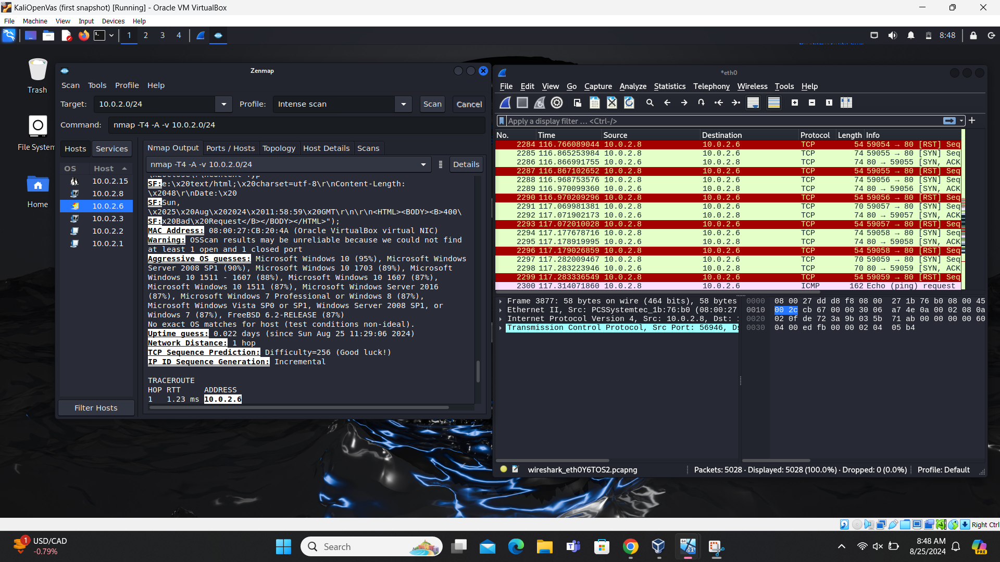 KaliOpenVas (first snapshot) [Running] - Oracle VM VirtualBox
File Machine View Input Devices Help
1 2 3 4 8:48
Trash
File System
Home
Zenmap
Scan Tools Profile Help
Target: 10.0.2.0/24 Profile: Intense scan Scan Cancel
Command: nmap -T4 -A -v 10.0.2.0/24
Hosts Services
OS Host
10.0.2.15
10.0.2.8
10.0.2.6
10.0.2.3
10.0.2.2
10.0.2.1
Filter Hosts
Nmap Output Ports / Hosts Topology Host Details Scans
nmap -T4 -A -v 10.0.2.0/24 Details
SF:e:\x20text/html;\x20charset=utf-8\r\nContent-Length:
\x2048\r\nDate:\x20
SF:Sun,
\x2025\x20Aug\x202024\x2011:58:59\x20GMT\r\n\r\n<HTML><BODY><B>400\
SF:x20Bad\x20Request</B></BODY></HTML>");
MAC Address: 08:00:27:CB:20:4A (Oracle VirtualBox virtual NIC)
Warning: OSScan results may be unreliable because we could not find
at least 1 open and 1 closed port
Aggressive OS guesses: Microsoft Windows 10 (95%), Microsoft Windows
Server 2008 SP1 (90%), Microsoft Windows 10 1703 (89%), Microsoft
Windows 10 1511 - 1607 (88%), Microsoft Windows 10 1607 (87%),
Microsoft Windows 10 1511 (87%), Microsoft Windows Server 2016
(87%), Microsoft Windows 7 Professional or Windows 8 (87%),
Microsoft Windows Vista SP0 or SP1, Windows Server 2008 SP1, or
Windows 7 (87%), FreeBSD 6.2-RELEASE (87%)
No exact OS matches for host (test conditions non-ideal).
Uptime guess: 0.022 days (since Sun Aug 25 11:29:06 2024)
Network Distance: 1 hop
TCP Sequence Prediction: Difficulty=256 (Good luck!)
IP ID Sequence Generation: Incremental
TRACEROUTE
HOP RTT ADDRESS
1 1.23 ms 10.0.2.6
*eth0
File Edit View Go Capture Analyze Statistics Telephony Wireless Tools Help
Apply a display filter … <Ctrl-/>
No. Time Source Destination Protocol Length Info
2284 116.766089044 10.0.2.8 10.0.2.6 TCP 54 59054 → 80 [RST] Seq
2285 116.865253984 10.0.2.8 10.0.2.6 TCP 74 59055 → 80 [SYN] Seq
2286 116.866991755 10.0.2.6 10.0.2.8 TCP 74 80 → 59055 [SYN, ACK
2287 116.867102652 10.0.2.8 10.0.2.6 TCP 54 59055 → 80 [RST] Seq
2288 116.968753576 10.0.2.8 10.0.2.6 TCP 74 59056 → 80 [SYN] Seq
2289 116.970099360 10.0.2.6 10.0.2.8 TCP 74 80 → 59056 [SYN, ACK
2290 116.970209296 10.0.2.8 10.0.2.6 TCP 54 59056 → 80 [RST] Seq
2291 117.069981381 10.0.2.8 10.0.2.6 TCP 70 59057 → 80 [SYN] Seq
2292 117.071902173 10.0.2.6 10.0.2.8 TCP 74 80 → 59057 [SYN, ACK
2293 117.072010028 10.0.2.8 10.0.2.6 TCP 54 59057 → 80 [RST] Seq
2294 117.177678716 10.0.2.8 10.0.2.6 TCP 74 59058 → 80 [SYN] Seq
2295 117.178919995 10.0.2.6 10.0.2.8 TCP 74 80 → 59058 [SYN, ACK
2296 117.179026859 10.0.2.8 10.0.2.6 TCP 54 59058 → 80 [RST] Seq
2297 117.282009467 10.0.2.8 10.0.2.6 TCP 70 59059 → 80 [SYN] Seq
2298 117.283223946 10.0.2.6 10.0.2.8 TCP 70 80 → 59059 [SYN, ACK
2299 117.283336549 10.0.2.8 10.0.2.6 TCP 54 59059 → 80 [RST] Seq
2300 117.314071860 10.0.2.8 10.0.2.6 ICMP 162 Echo (ping) request
Frame 3877: 58 bytes on wire (464 bits), 58 bytes
Ethernet II, Src: PCSSystemtec_1b:76:b0 (08:00:27
Internet Protocol Version 4, Src: 10.0.2.8, Dst:
Transmission Control Protocol, Src Port: 56946, Ds
0000 08 00 27 dd d8 f8 08 00 27 1b 76 b0 08 00 45
0010 00 2c cb 67 00 00 30 06 a7 4e 0a 00 02 08 0a
0020 02 0f de 72 3a 9b 03 5b 71 ab 00 00 00 00 60
0030 04 00 ed fb 00 00 02 04 05 b4
wireshark_eth0Y6TOS2.pcapng Packets: 5028 · Displayed: 5028 (100.0%) · Dropped: 0 (0.0%) Profile: Default
Right Ctrl
1 USD/CAD
-0.79%
Search
64
11
8:48 AM
8/25/2024
PRE